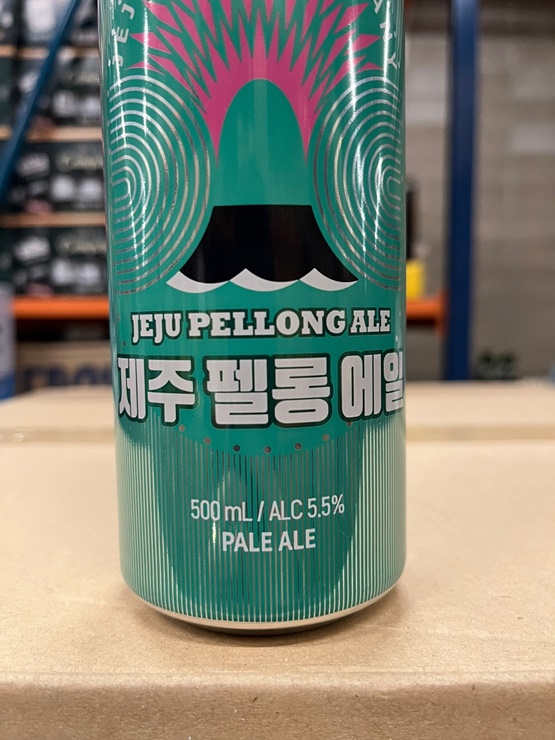 JEJU PELLONG ALE
제주 펠롱 에일
500 mL / ALC 5.5%
PALE ALE